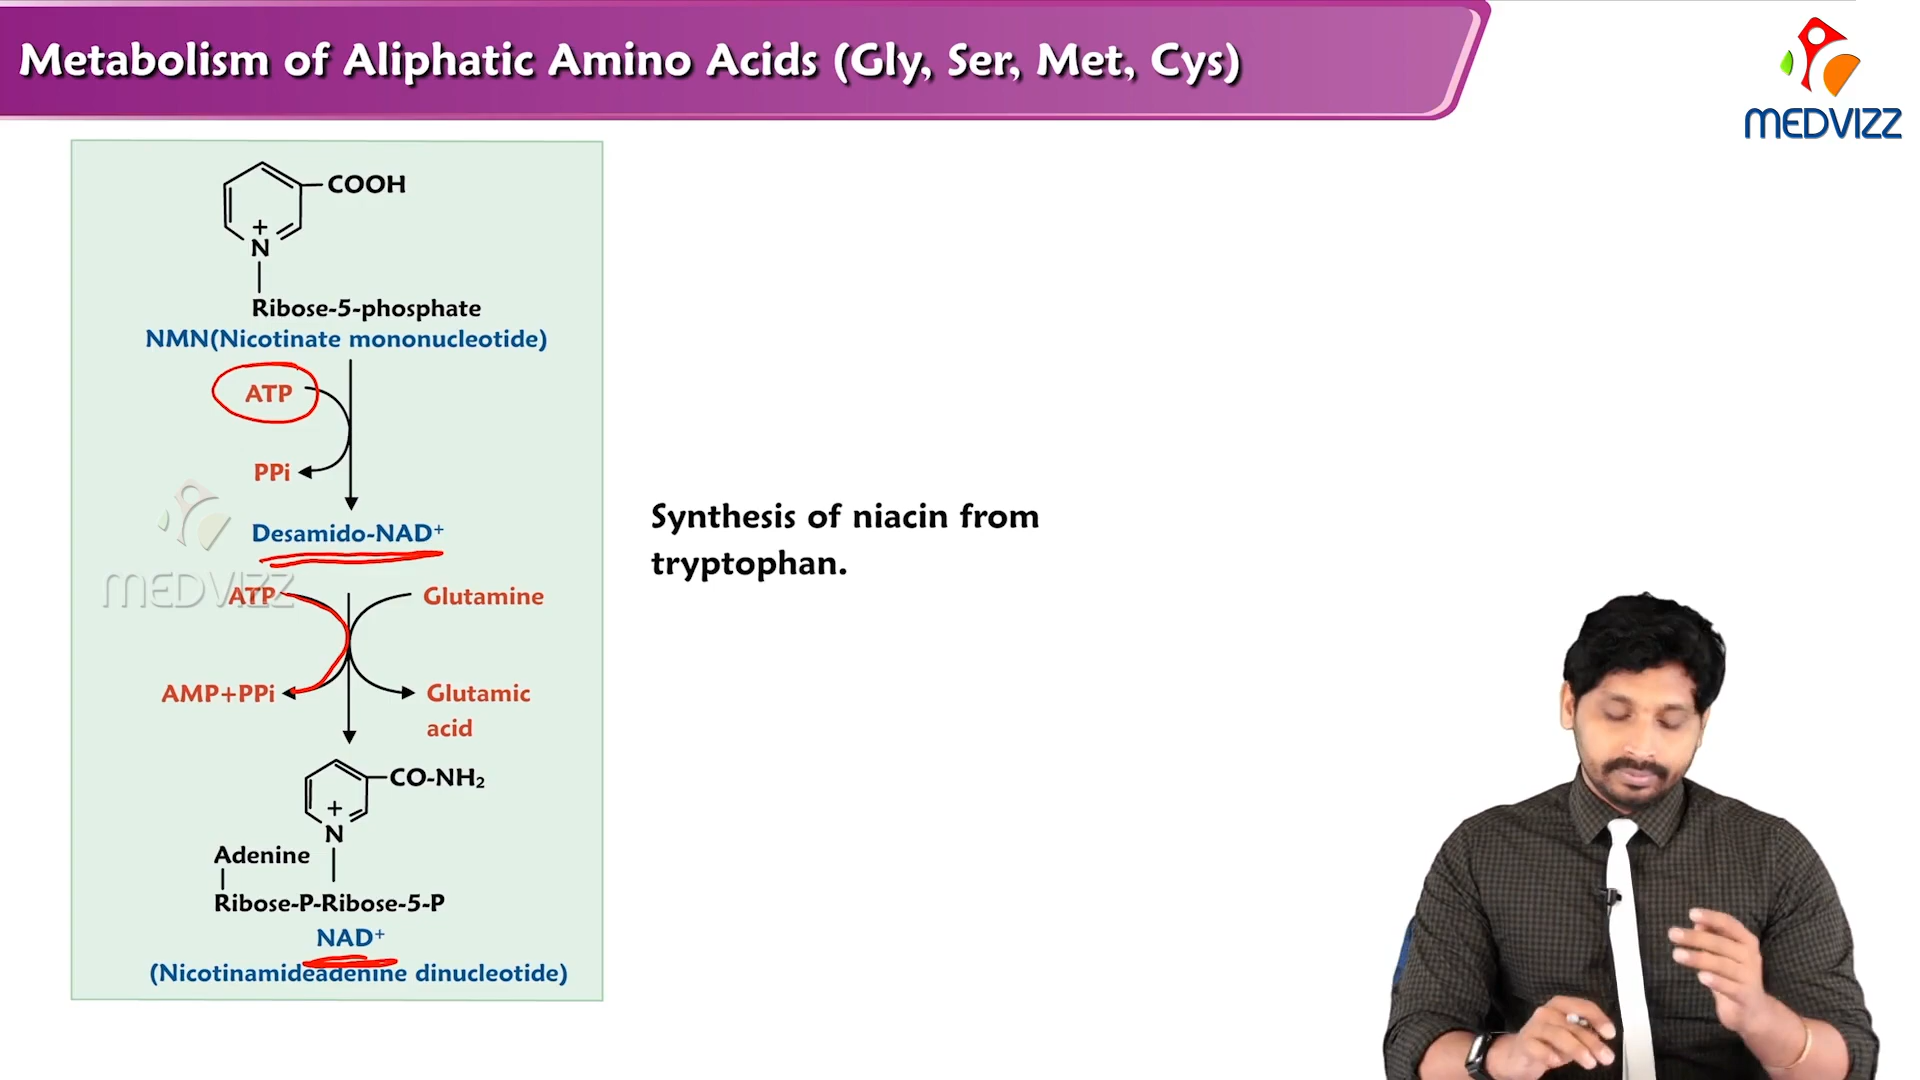 Metabolism of Aliphatic Amino Acids (Gly, Ser, Met, Cys)
MEDVIZZ
COOH
+
N
Ribose-5-phosphate
NMN(Nicotinate mononucleotide)
ATP
PPi
Desamido-NAD⁺
MEDVIZZ
ATP
Glutamine
AMP+PPi
Glutamic
acid
CO-NH₂
+
N
Adenine
Ribose-P-Ribose-5-P
NAD⁺
(Nicotinamideadenine dinucleotide)
Synthesis of niacin from
tryptophan.